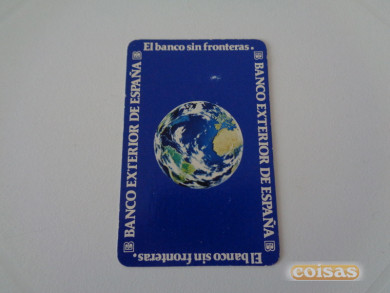 El banco sin fronteras.
BANCO EXTERIOR DE ESPAÑA
BANCO EXTERIOR DE ESPAÑA
El banco sin fronteras.
coisas